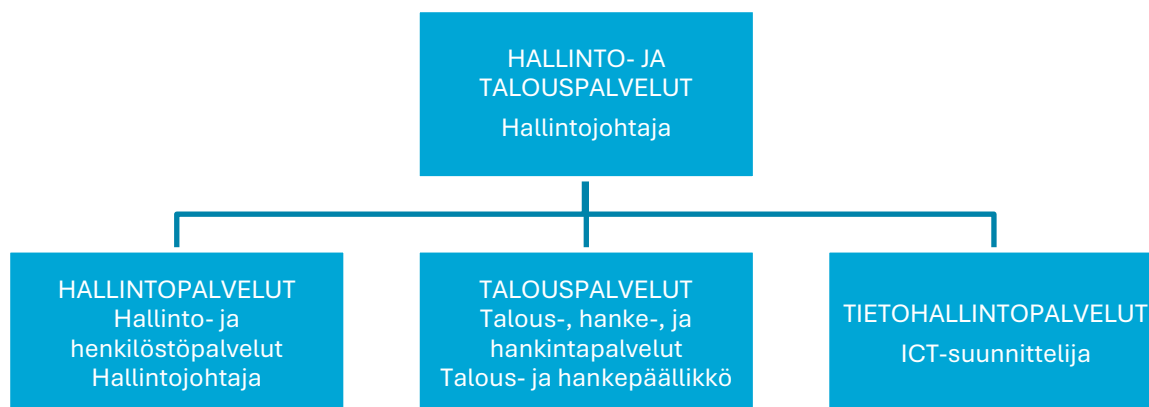 HALLINTO- JA
TALOUSPALVELUT
Hallintojohtaja
HALLINTOPALVELUT
Hallinto- ja
henkilöstöpalvelut
Hallintojohtaja
TALOUSPALVELUT
Talous-, hanke-, ja
hankintapalvelut
Talous- ja hankepäällikkö
TIETOHALLINTOPALVELUT
ICT-suunnittelija